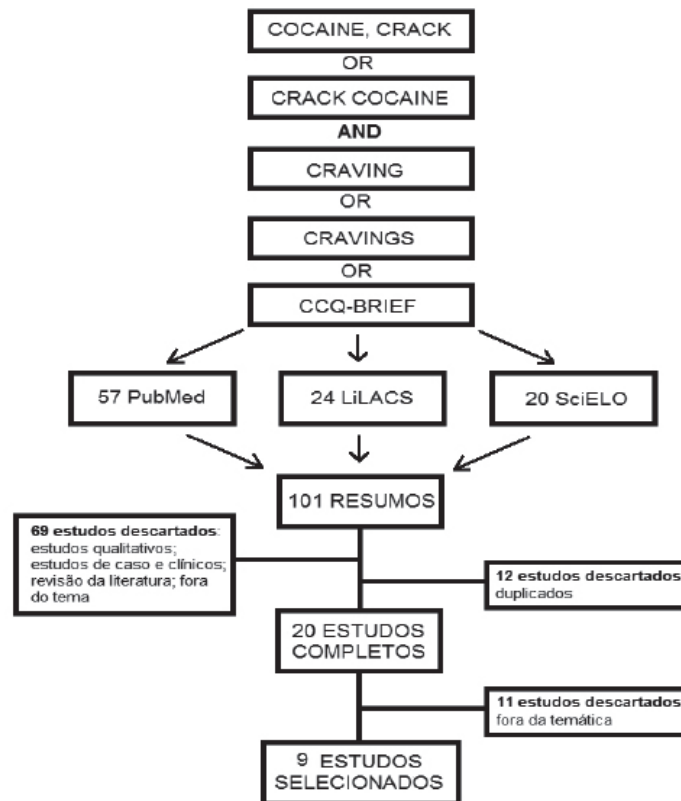 COCAINE, CRACK
OR
CRACK COCAINE
AND
CRAVING
OR
CRAVINGS
OR
CCQ-BRIEF
57 PubMed
24 LiLACS
20 SciELO
101 RESUMOS
69 estudos descartados:
estudos qualitativos;
estudos de caso e clínicos;
revisão da literatura; fora
do tema
12 estudos descartados
duplicados
20 ESTUDOS
COMPLETOS
11 estudos descartados
fora da temática
9 ESTUDOS
SELECIONADOS